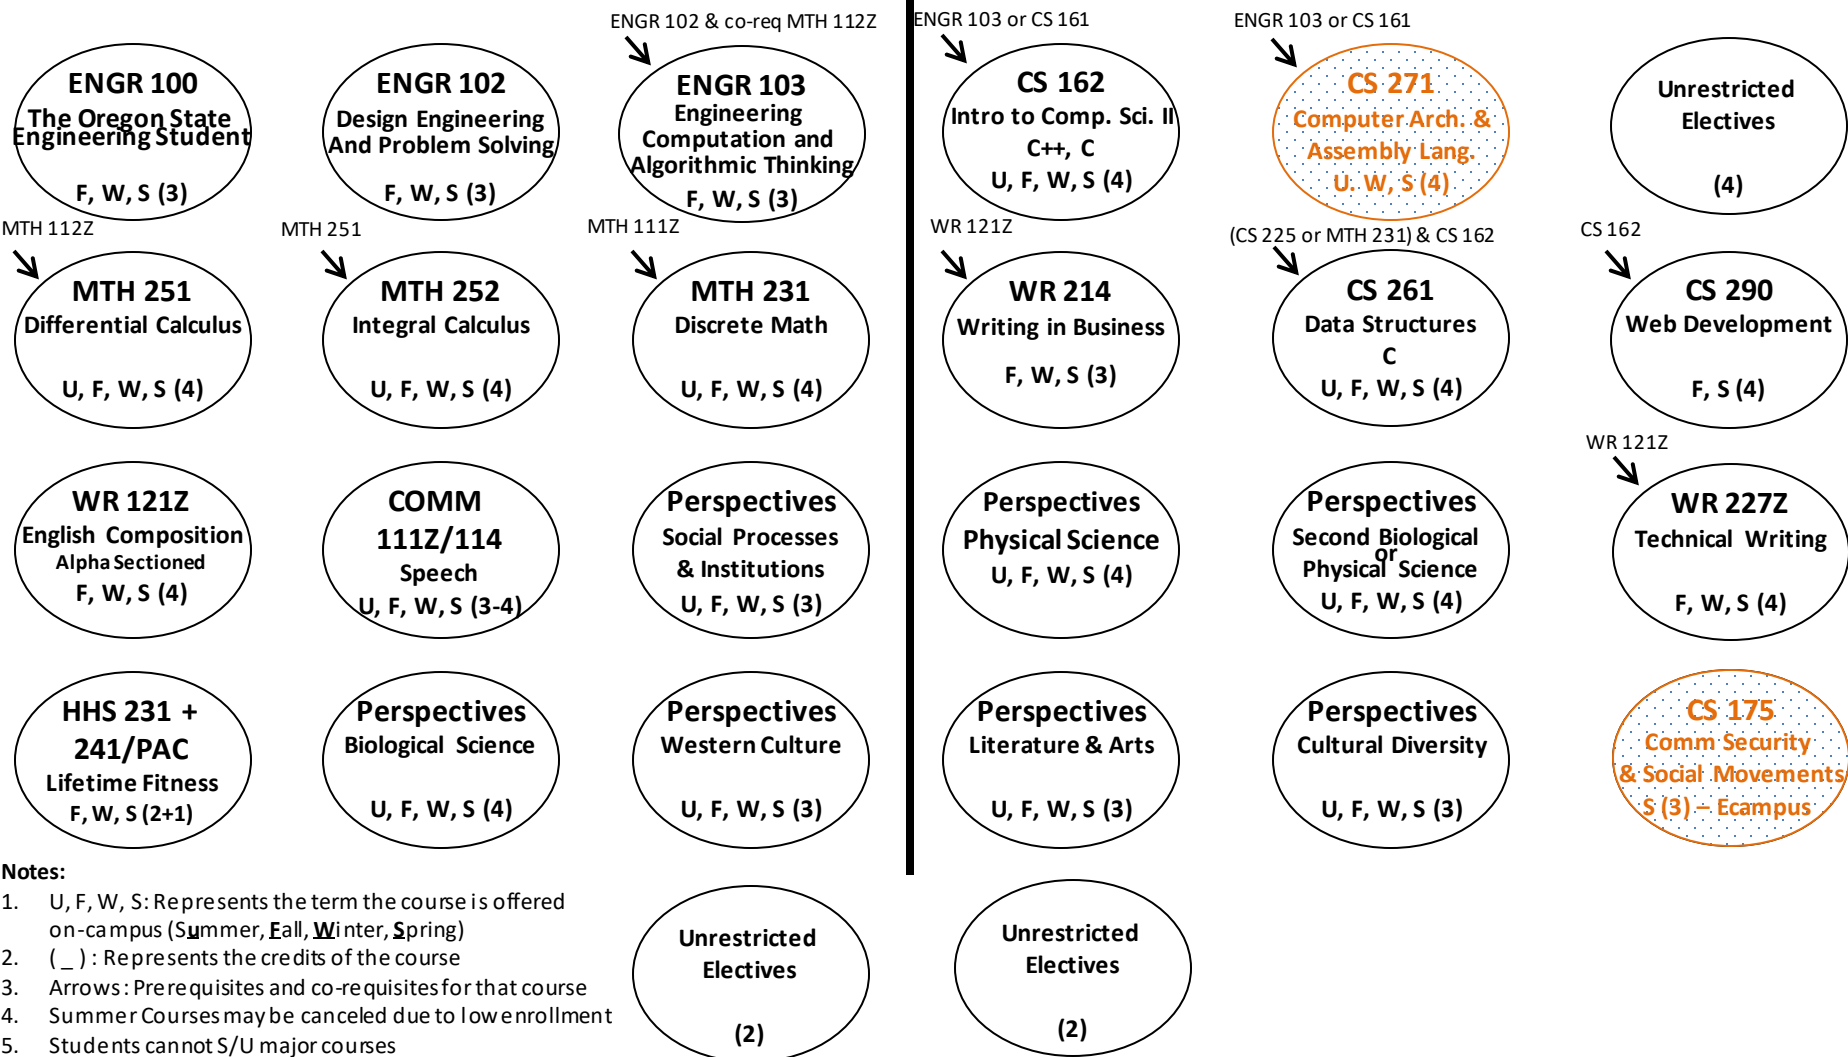 ENGR 102 & co-req MTH 112Z
ENGR 103 or CS 161
ENGR 103 or CS 161
ENGR 100
The Oregon State
Engineering Student
F, W, S (3)
ENGR 102
Design Engineering
And Problem Solving
F, W, S (3)
ENGR 103
Engineering
Computation and
Algorithmic Thinking
F, W, S (3)
CS 162
Intro to Comp. Sci. II
C++, C
U, F, W, S (4)
CS 271
Computer Arch. &
Assembly Lang.
U. W, S (4)
Unrestricted
Electives
(4)
MTH 112Z
MTH 251
MTH 111Z
WR 121Z
(CS 225 or MTH 231) & CS 162
CS 162
MTH 251
Differential Calculus
U, F, W, S (4)
MTH 252
Integral Calculus
U, F, W, S (4)
MTH 231
Discrete Math
U, F, W, S (4)
WR 214
Writing in Business
F, W, S (3)
CS 261
Data Structures
C
U, F, W, S (4)
CS 290
Web Development
F, S (4)
WR 121Z
WR 121Z
English Composition
Alpha Sectioned
F, W, S (4)
COMM
111Z/114
Speech
U, F, W, S (3-4)
Perspectives
Social Processes
& Institutions
U, F, W, S (3)
Perspectives
Physical Science
U, F, W, S (4)
Perspectives
Second Biological
or
Physical Science
U, F, W, S (4)
WR 227Z
Technical Writing
F, W, S (4)
HHS 231 +
241/PAC
Lifetime Fitness
F, W, S (2+1)
Perspectives
Biological Science
U, F, W, S (4)
Perspectives
Western Culture
U, F, W, S (3)
Perspectives
Literature & Arts
U, F, W, S (3)
Perspectives
Cultural Diversity
U, F, W, S (3)
CS 175
Comm Security
& Social Movements
S (3) – Ecampus
Notes:
1. U, F, W, S: Represents the term the course is offered
on-campus (Summer, Fall, Winter, Spring)
2. ( _ ) : Represents the credits of the course
3. Arrows: Prerequisites and co-requisites for that course
4. Summer Courses may be canceled due to low enrollment
5. Students cannot S/U major courses
Unrestricted
Electives
(2)
Unrestricted
Electives
(2)